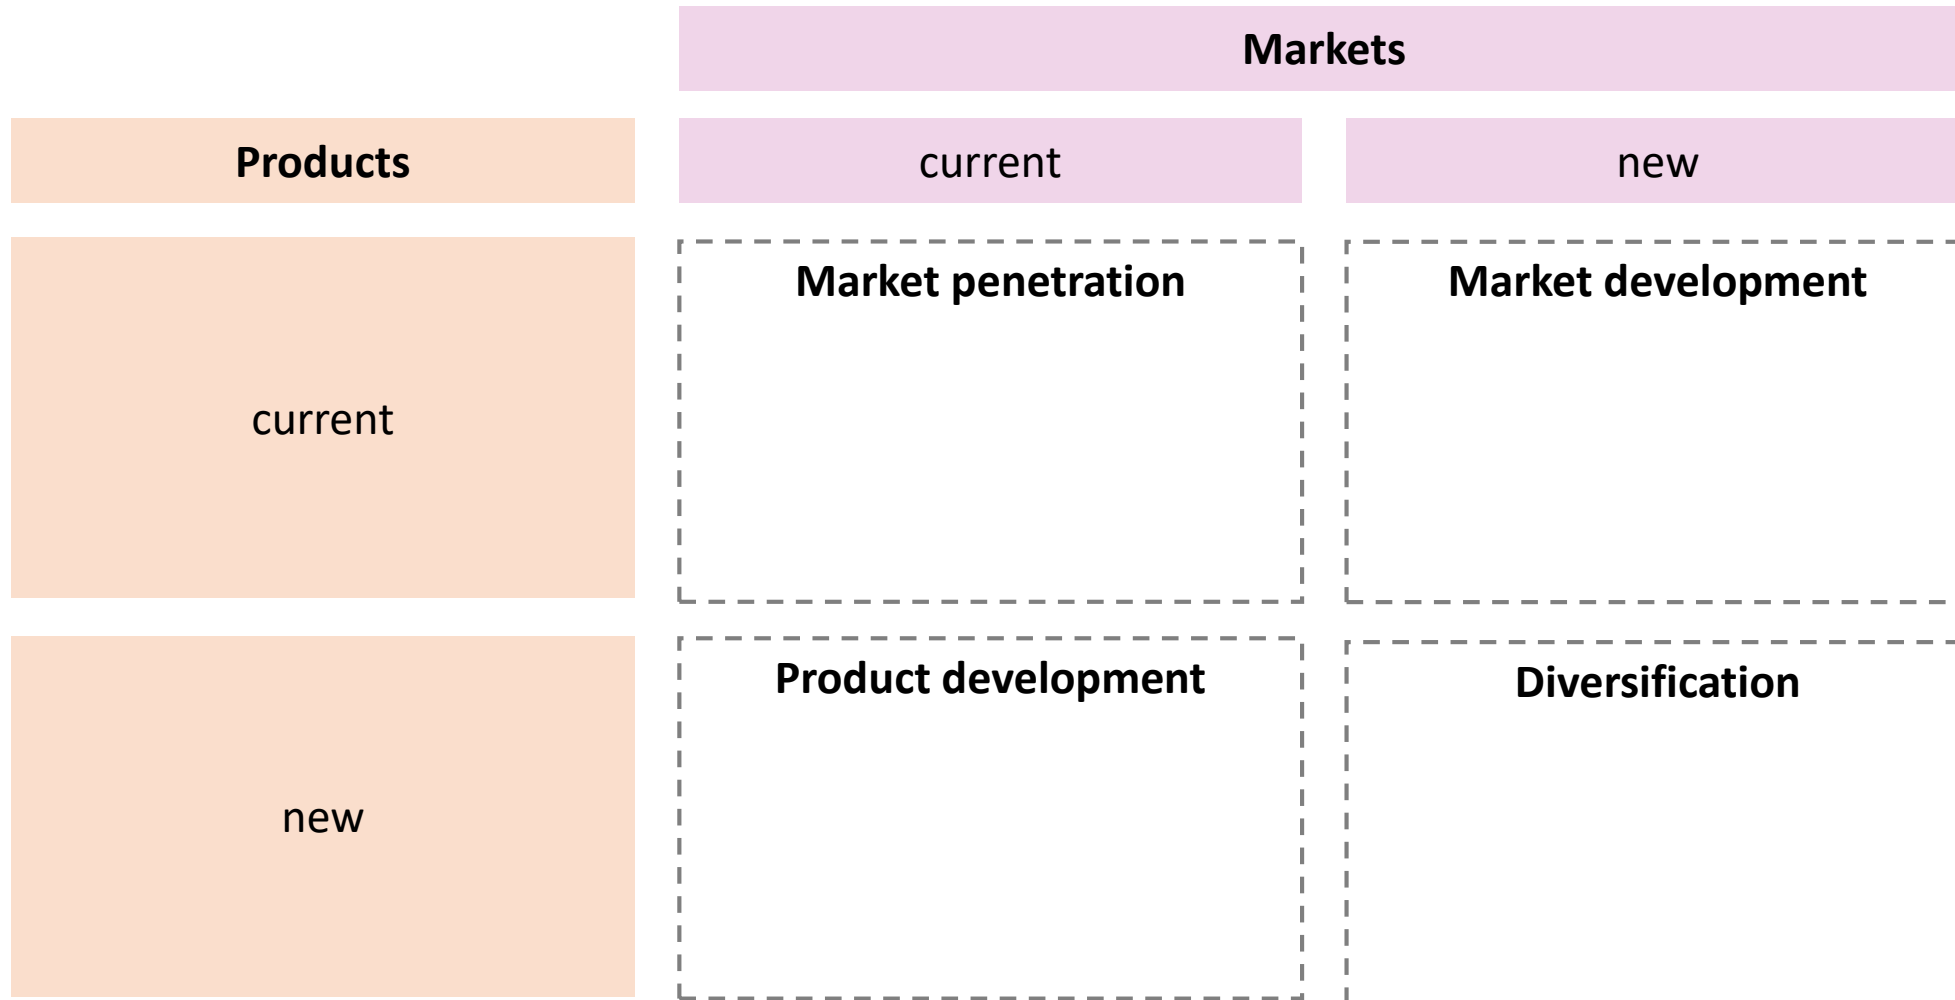 Markets
Products
current
new
current
Market penetration
Market development
new
Product development
Diversification